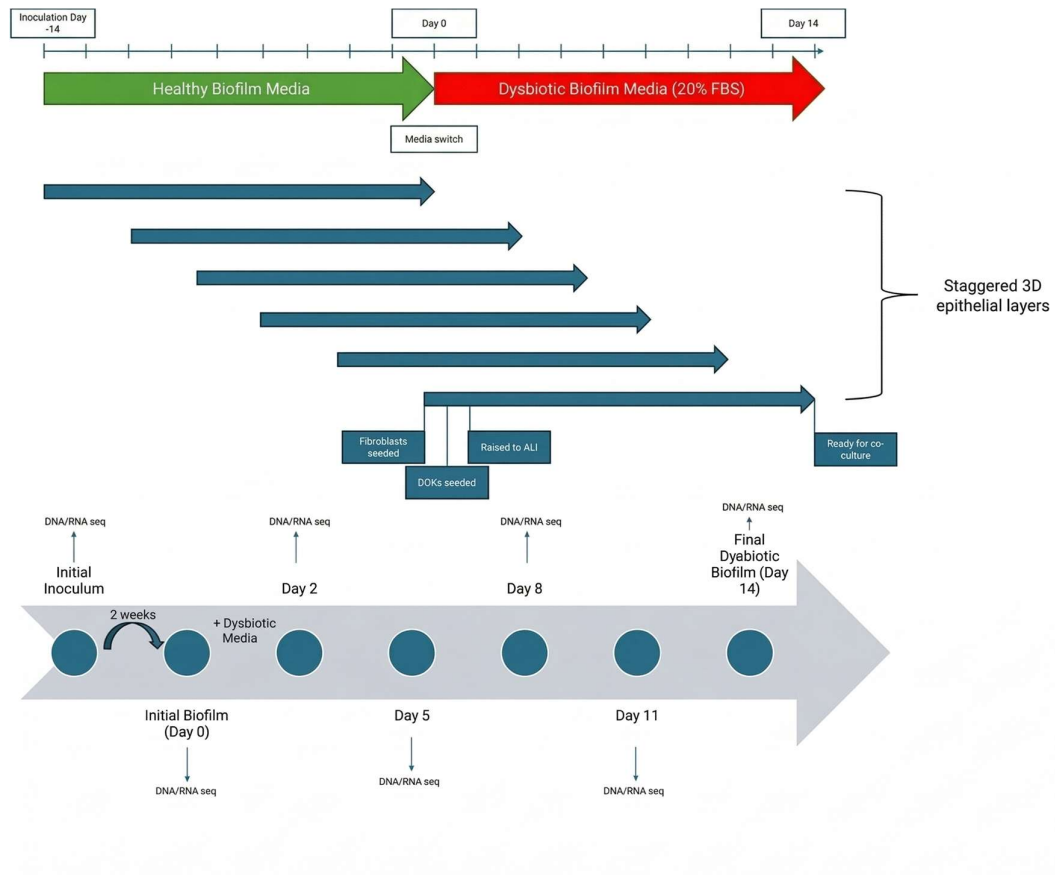 Inoculation Day
-14
Day 0
Day 14
Healthy Biofilm Media
Dysbiotic Biofilm Media (20% FBS)
Media switch
Staggered 3D
epithelial layers
Fibroblasts
seeded
Raised to ALI
Ready for co-
culture
DOKs seeded
DNA/RNA seq
DNA/RNA seq
DNA/RNA seq
DNA/RNA seq
Initial
Inoculum
Day 2
Day 8
Final
Dyabiotic
Biofilm (Day
14)
2 weeks
+ Dysbiotic
Media
Initial Biofilm
(Day 0)
Day 5
Day 11
DNA/RNA seq
DNA/RNA seq
DNA/RNA seq